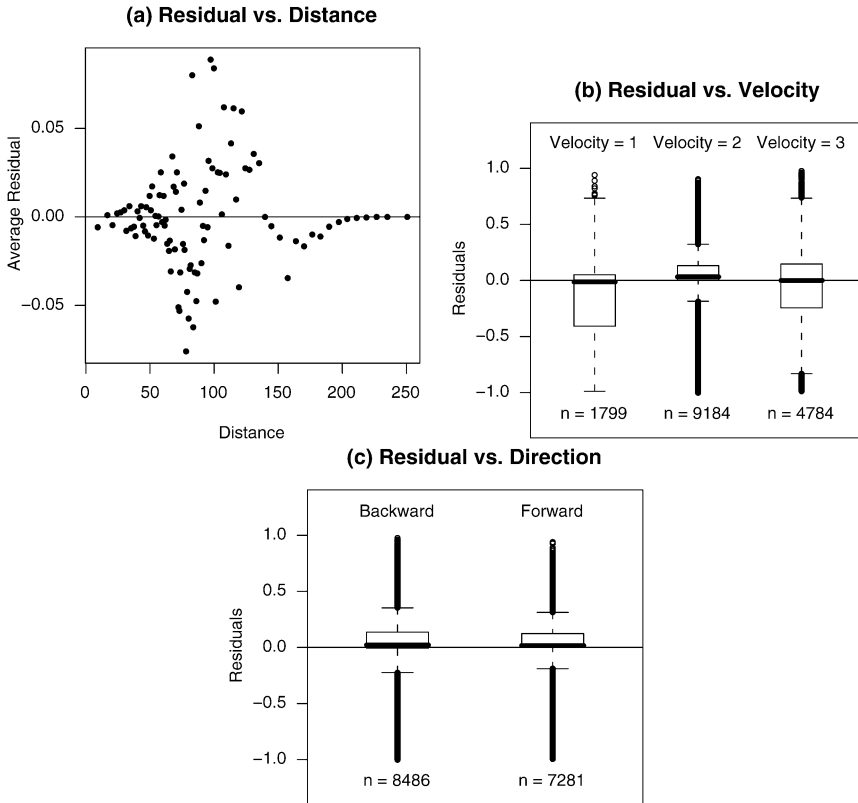 (a) Residual vs. Distance
0.05
0.00
−0.05
Average Residual
0 50 100 150 200 250
Distance
(b) Residual vs. Velocity
Velocity = 1 Velocity = 2 Velocity = 3
1.0
0.5
0.0
−0.5
−1.0
Residuals
n = 1799 n = 9184 n = 4784
(c) Residual vs. Direction
Backward Forward
1.0
0.5
0.0
−0.5
−1.0
Residuals
n = 8486 n = 7281